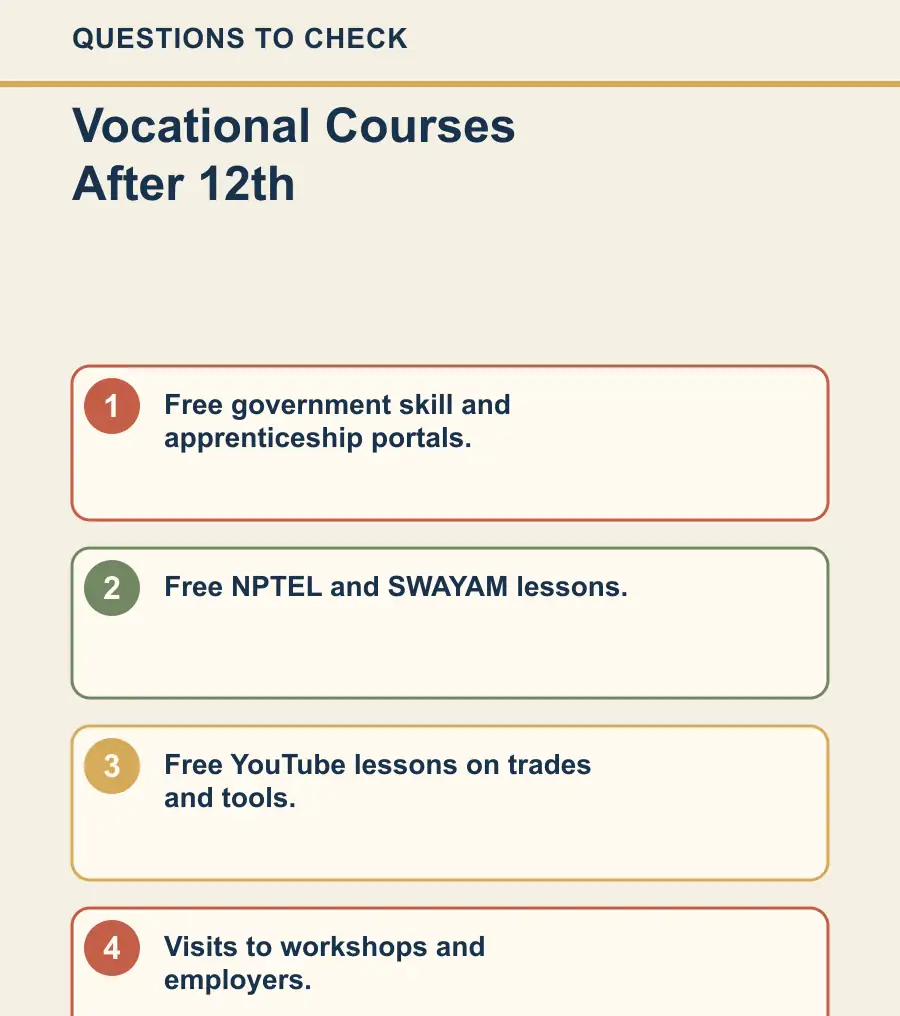 QUESTIONS TO CHECK
Vocational Courses
After 12th
1
Free government skill and
apprenticeship portals.
2
Free NPTEL and SWAYAM lessons.
3
Free YouTube lessons on trades
and tools.
4
Visits to workshops and
employers.